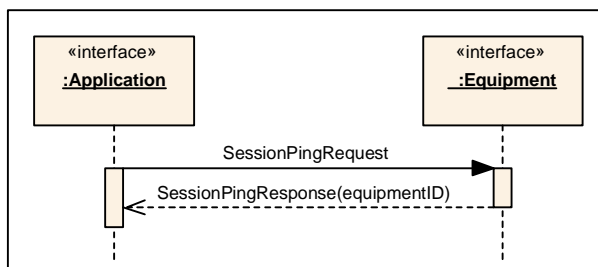 «interface»
:Application
«interface»
:Equipment
SessionPingRequest
SessionPingResponse(equipmentID)